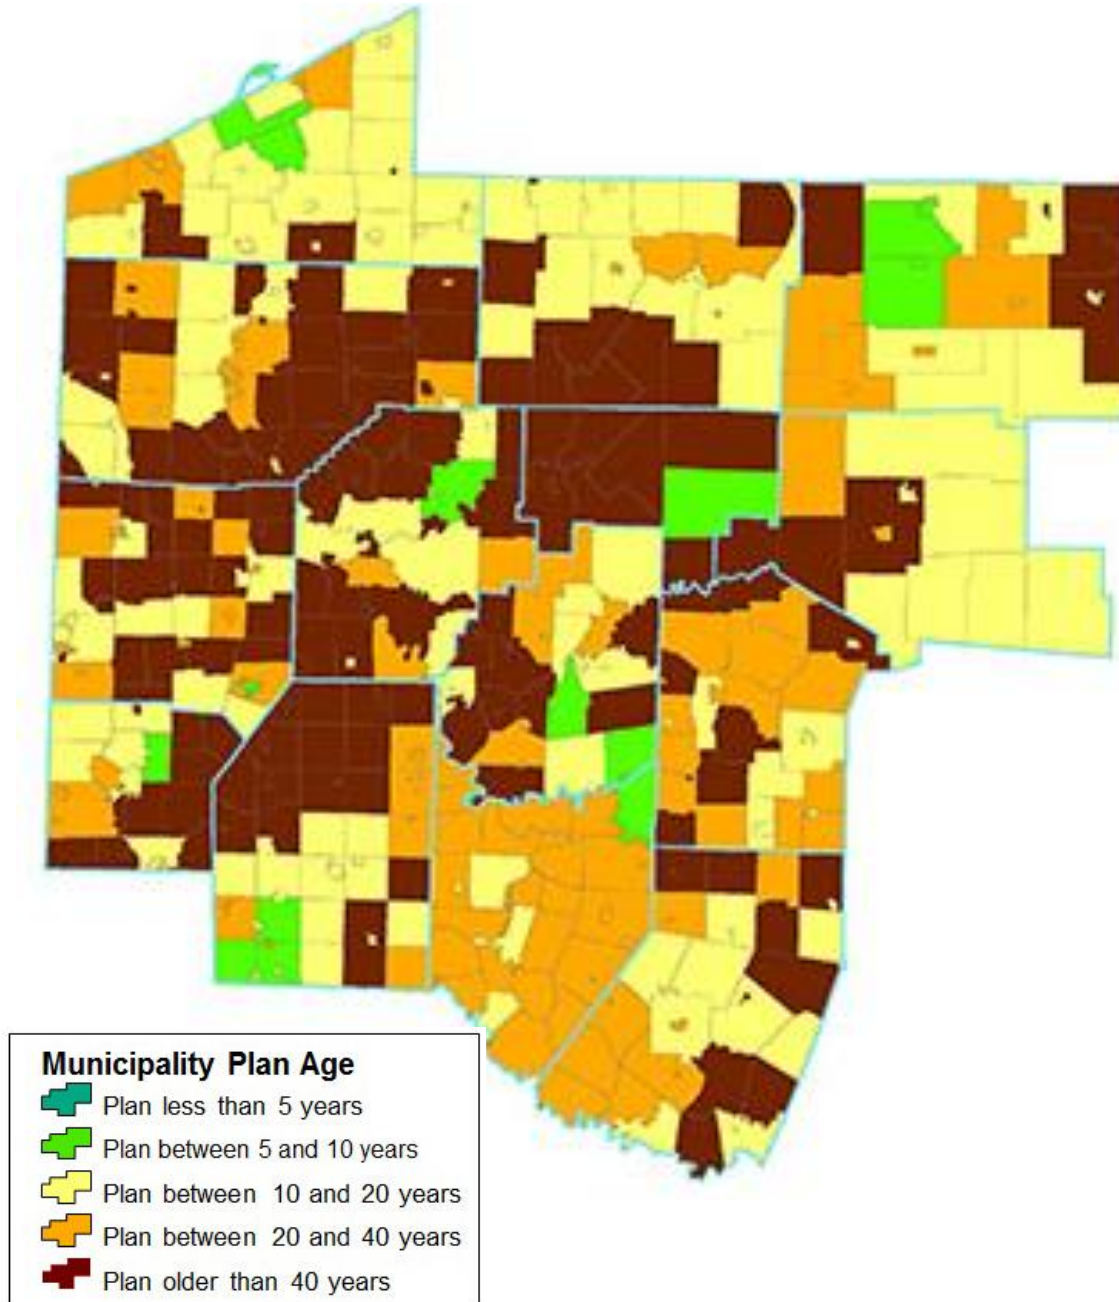 Municipality Plan Age
Plan less than 5 years
Plan between 5 and 10 years
Plan between 10 and 20 years
Plan between 20 and 40 years
Plan older than 40 years